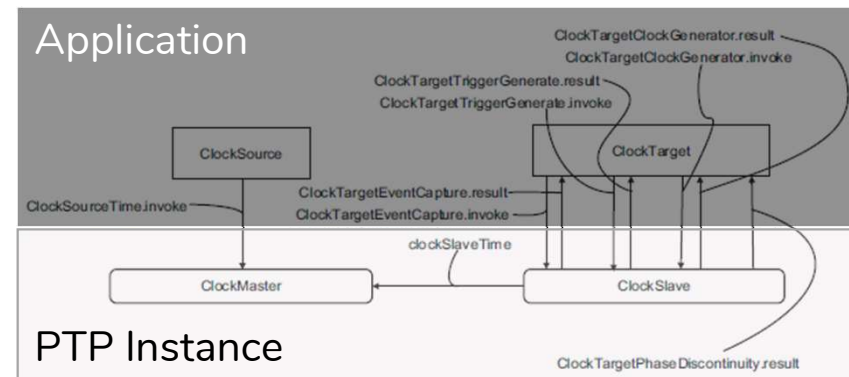 Application
ClockTargetClockGenerator.result
ClockTargetClockGenerator.invoke
ClockTargetTriggerGenerate.result
ClockTargetTriggerGenerate.invoke
ClockSource
ClockTarget
ClockTargetEventCapture.result
ClockSourceTime.invoke
ClockTargetEventCapture.invoke
clockSlaveTime
ClockMaster
ClockSlave
PTP Instance
ClockTargetPhaseDiscontinuity.result